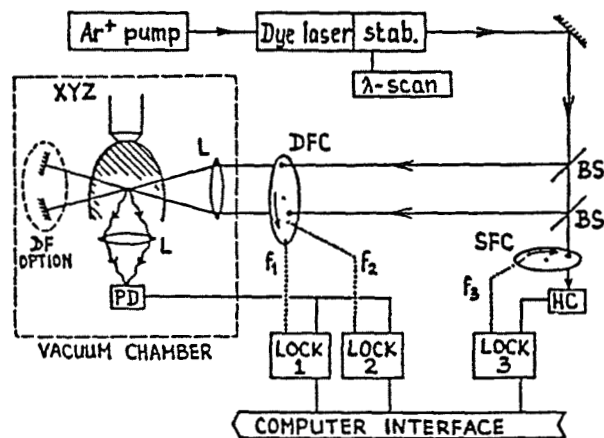 Ar+ pump
Dye laser stab.
λ-scan
XYZ
L
DFC
BS
BS
DF
OPTION
L
SFC
f1
f2
f3
PD
HC
VACUUM CHAMBER
LOCK
1
LOCK
2
LOCK
3
COMPUTER INTERFACE